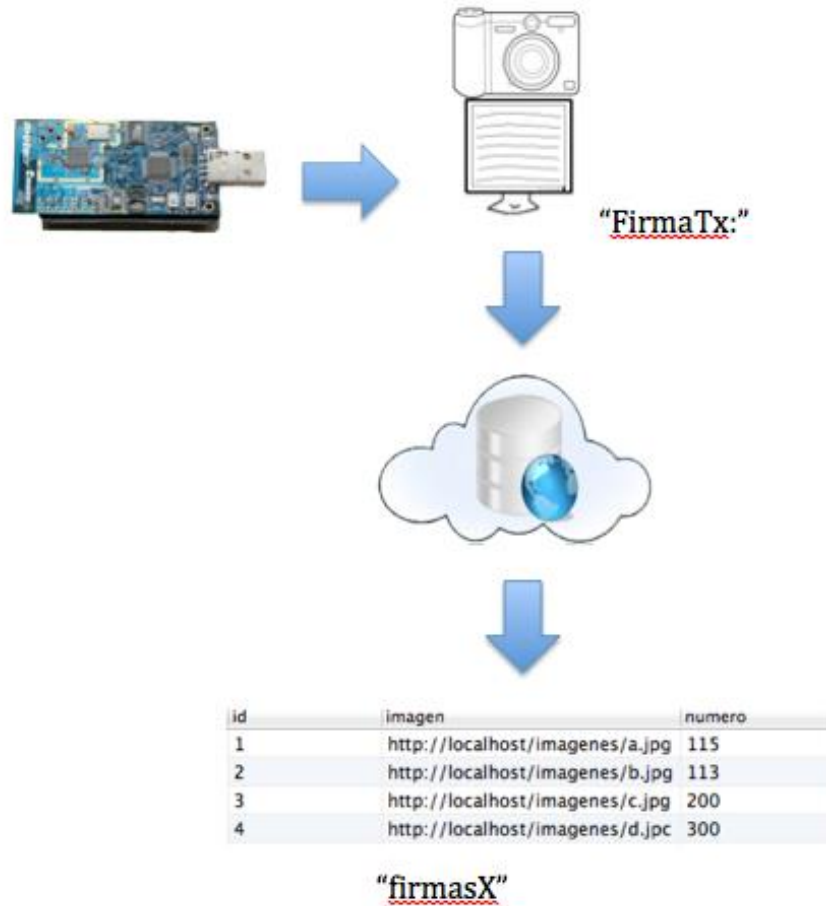 “FirmaTx:”
id imagen numero
1 http://localhost/imagenes/a.jpg 115
2 http://localhost/imagenes/b.jpg 113
3 http://localhost/imagenes/c.jpg 200
4 http://localhost/imagenes/d.jpc 300
“firmasX”